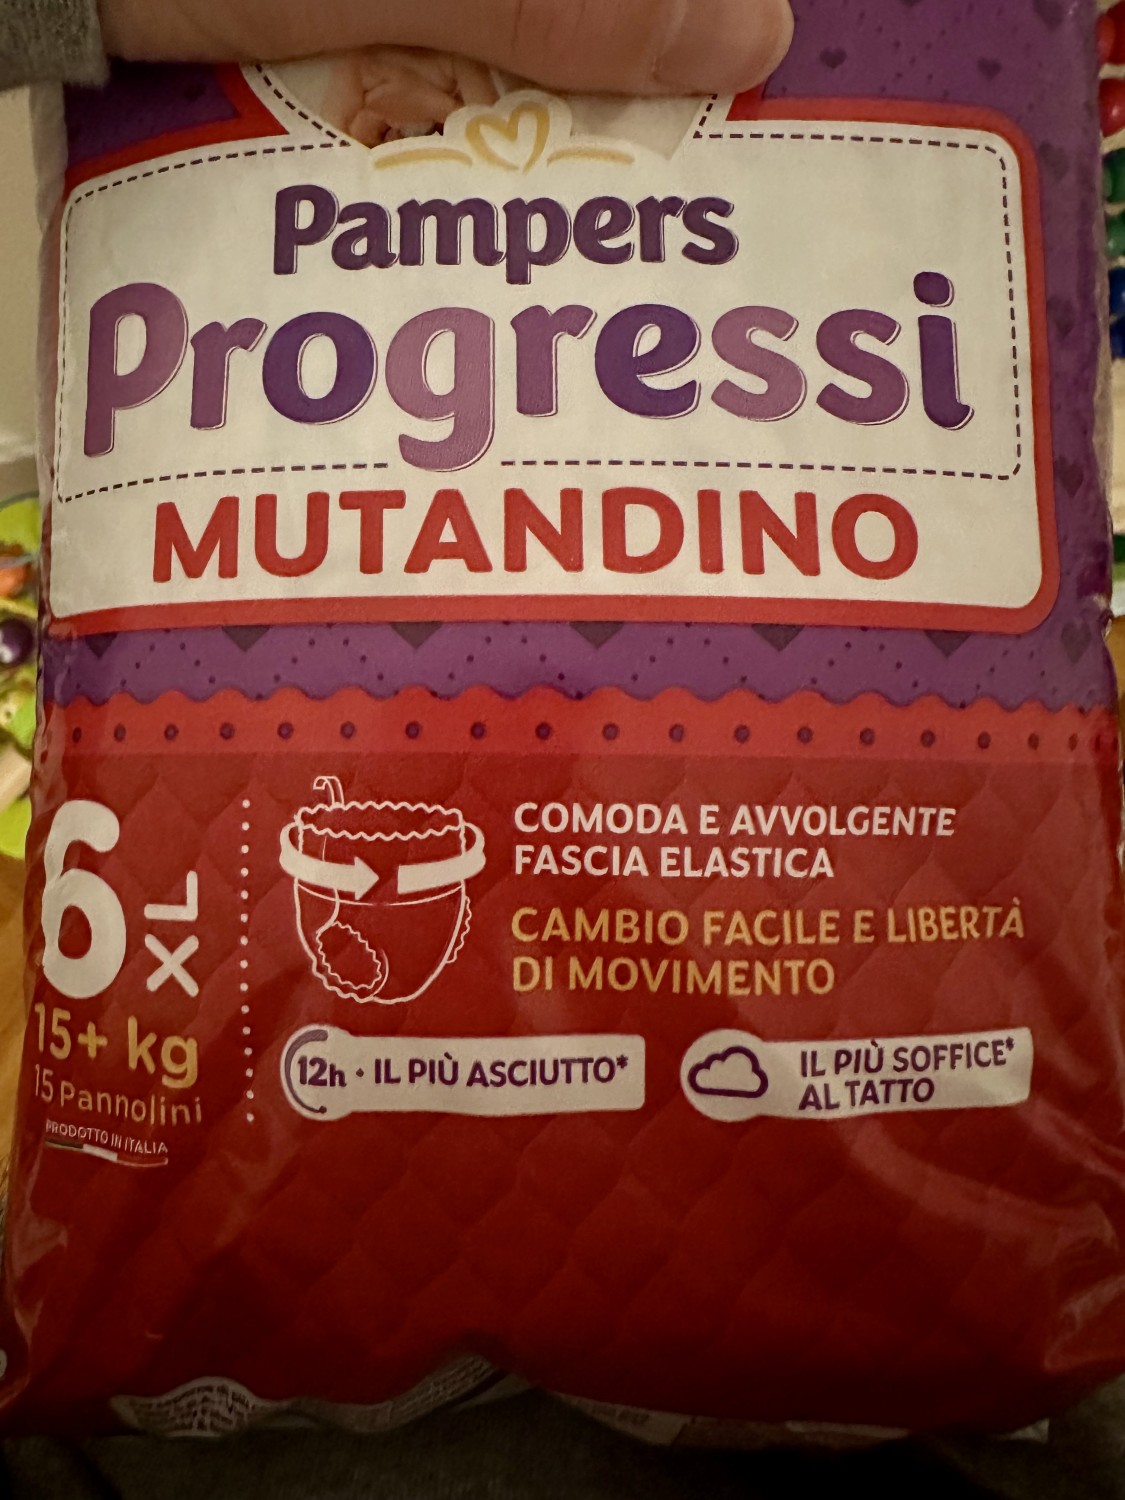 Pampers
Progressi
MUTANDINO
6
XL
15+ kg
15 Pannolini
PRODOTTO IN ITALIA
COMODA E AVVOLGENTE
FASCIA ELASTICA
CAMBIO FACILE E LIBERTÀ
DI MOVIMENTO
12h • IL PIÙ ASCIUTTO*
IL PIÙ SOFFICE*
AL TATTO